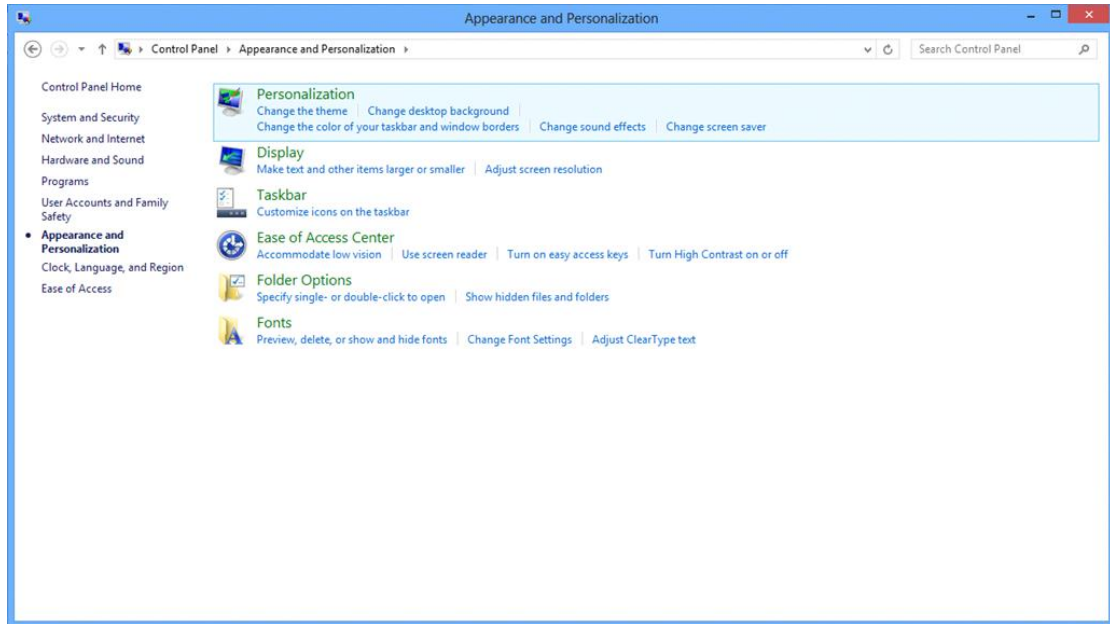 Appearance and Personalization
Control Panel Appearance and Personalization
Search Control Panel
Control Panel Home
System and Security
Network and Internet
Hardware and Sound
Programs
User Accounts and Family
Safety
Appearance and
Personalization
Clock, Language, and Region
Ease of Access
Personalization
Change the theme Change desktop background
Change the color of your taskbar and window borders Change sound effects Change screen saver
Display
Make text and other items larger or smaller Adjust screen resolution
Taskbar
Customize icons on the taskbar
Ease of Access Center
Accommodate low vision Use screen reader Turn on easy access keys Turn High Contrast on or off
Folder Options
Specify single- or double-click to open Show hidden files and folders
Fonts
Preview, delete, or show and hide fonts Change Font Settings Adjust ClearType text